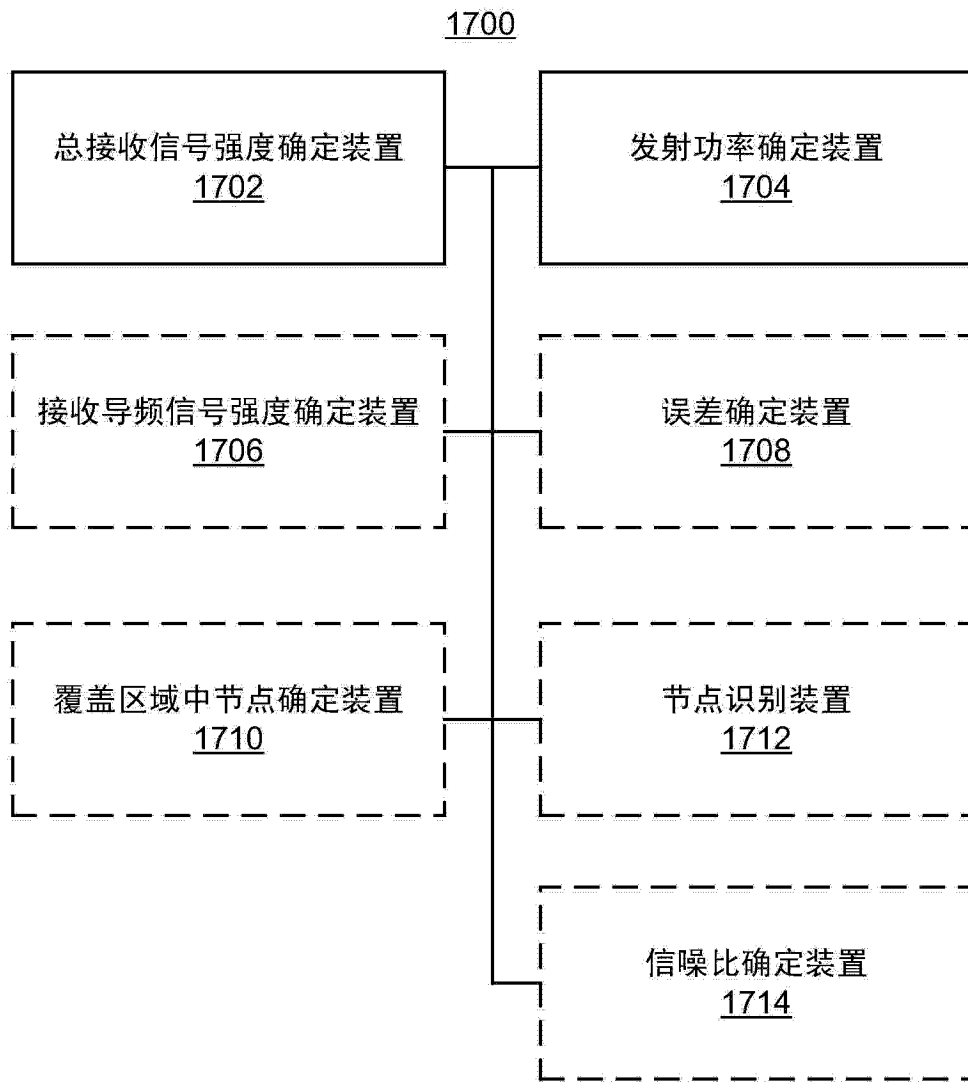 1700
总接收信号强度确定装置
1702
发射功率确定装置
1704
接收导频信号强度确定装置
1706
误差确定装置
1708
覆盖区域中节点确定装置
1710
节点识别装置
1712
信噪比确定装置
1714